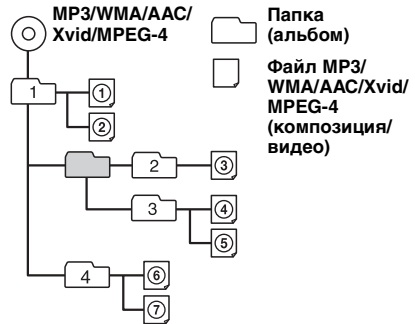 MP3/WMA/AAC/
Xvid/MPEG-4
Папка
(альбом)
Файл MP3/
WMA/AAC/Xvid/
MPEG-4
(композиция/
видео)
1
①
②
2
③
3
④
⑤
4
⑥
⑦